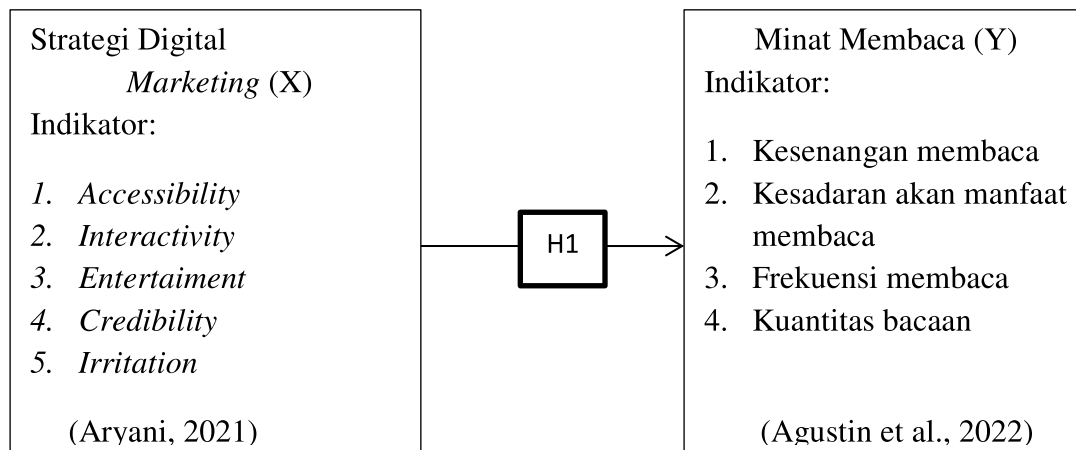 Strategi Digital
Marketing (X)
Indikator:
1. Accessibility
2. Interactivity
3. Entertaiment
4. Credibility
5. Irritation
(Aryani, 2021)
H1
Minat Membaca (Y)
Indikator:
1. Kesenangan membaca
2. Kesadaran akan manfaat
membaca
3. Frekuensi membaca
4. Kuantitas bacaan
(Agustin et al., 2022)